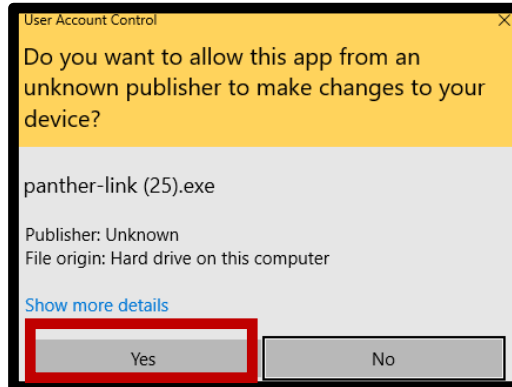 User Account Control
Do you want to allow this app from an
unknown publisher to make changes to your
device?
panther-link (25).exe
Publisher: Unknown
File origin: Hard drive on this computer
Show more details
Yes
No